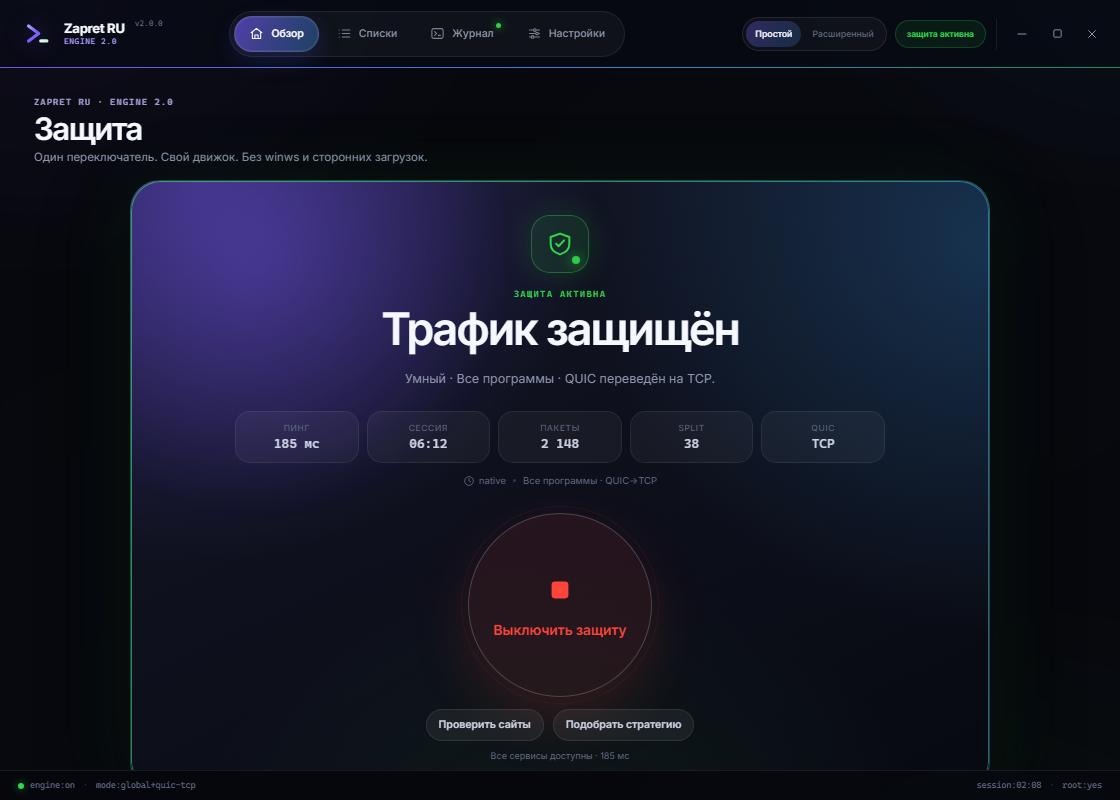 Zapret RU v2.0.0
ENGINE 2.0
Обзор Списки Журнал Настройки
Простой Расширенный защита активна
ZAPRET RU · ENGINE 2.0
Защита
Один переключатель. Свой движок. Без winws и сторонних загрузок.
ЗАЩИТА АКТИВНА
Трафик защищён
Умный · Все программы · QUIC переведён на TCP.
ПИНГ СЕССИЯ ПАКЕТЫ SPLIT QUIC
185 мс 06:12 2 148 38 TCP
native • Все программы · QUIC→TCP
Выключить защиту
Проверить сайты Подобрать стратегию
Все сервисы доступны · 185 мс
engine:on · mode:global+quic-tcp session:02:08 · root:yes